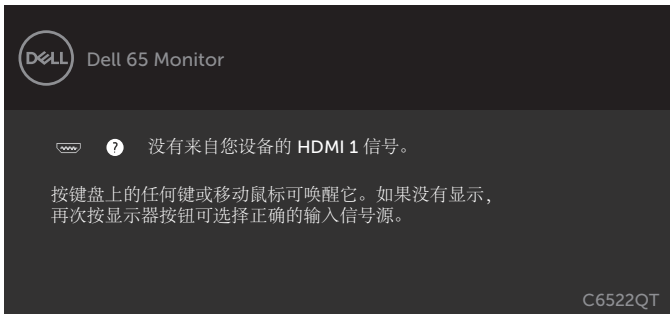 DELL
Dell 65 Monitor
? 没有来自您设备的 HDMI 1 信号。
按键盘上的任何键或移动鼠标可唤醒它。如果没有显示，
再次按显示器按钮可选择正确的输入信号源。
C6522QT